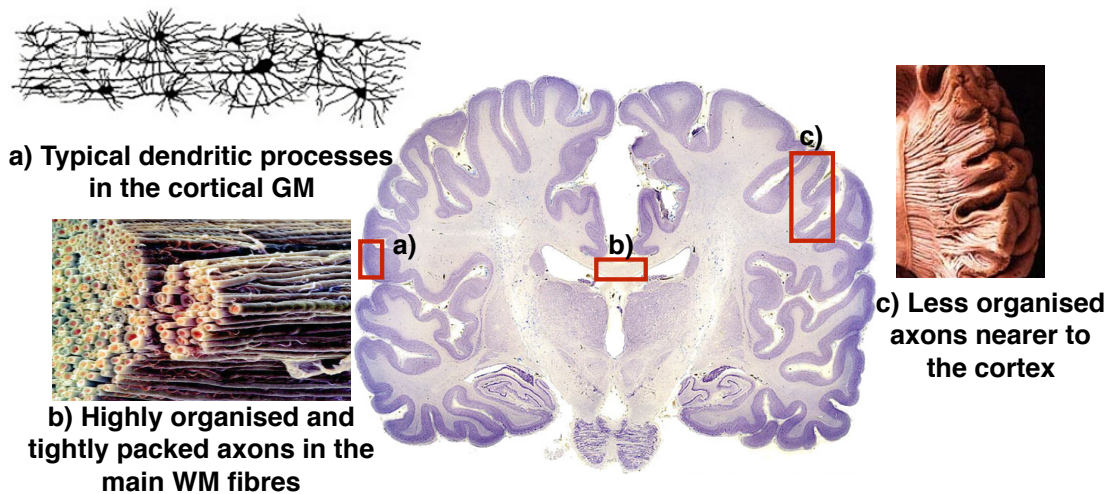 a) Typical dendritic processes
in the cortical GM
a)
b)
c)
b) Highly organised and
tightly packed axons in the
main WM fibres
c) Less organised
axons nearer to
the cortex